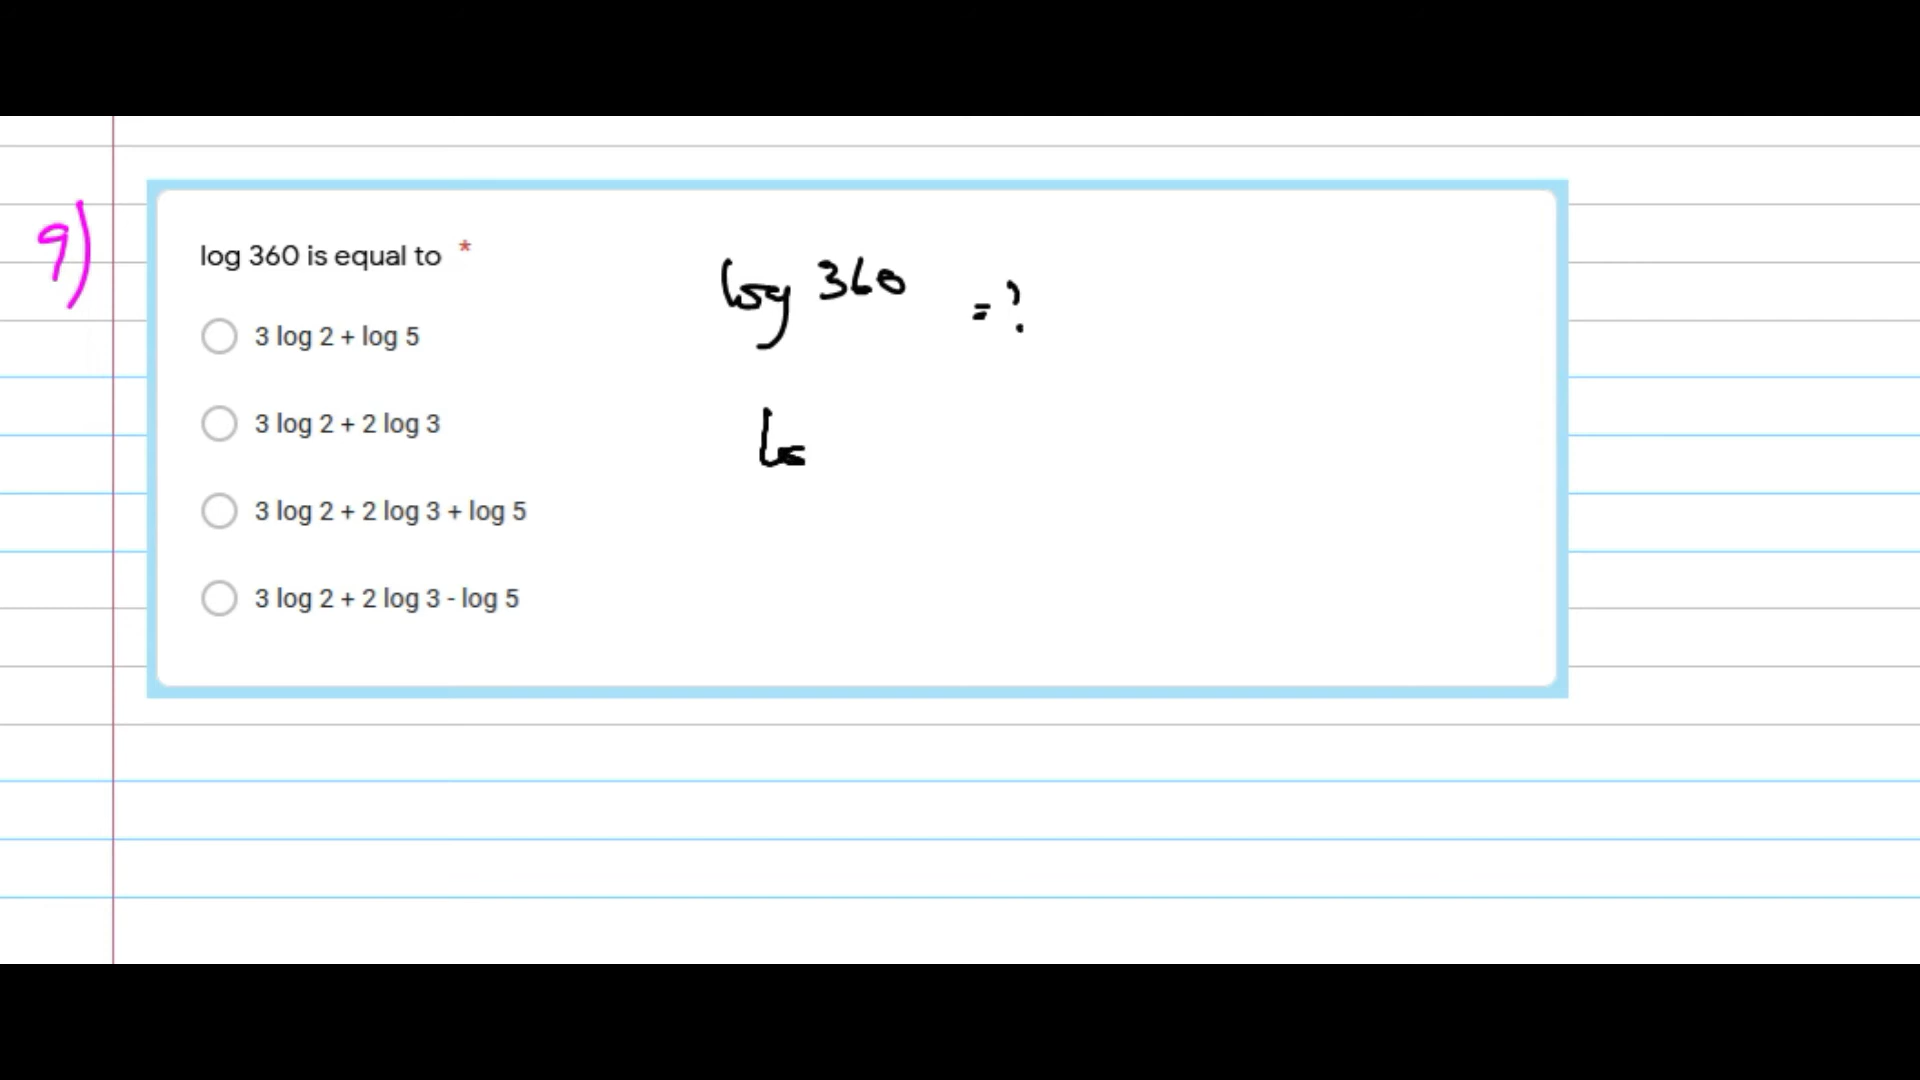 9)
log 360 is equal to *
3 log 2 + log 5
3 log 2 + 2 log 3
3 log 2 + 2 log 3 + log 5
3 log 2 + 2 log 3 - log 5
log 360 = ?